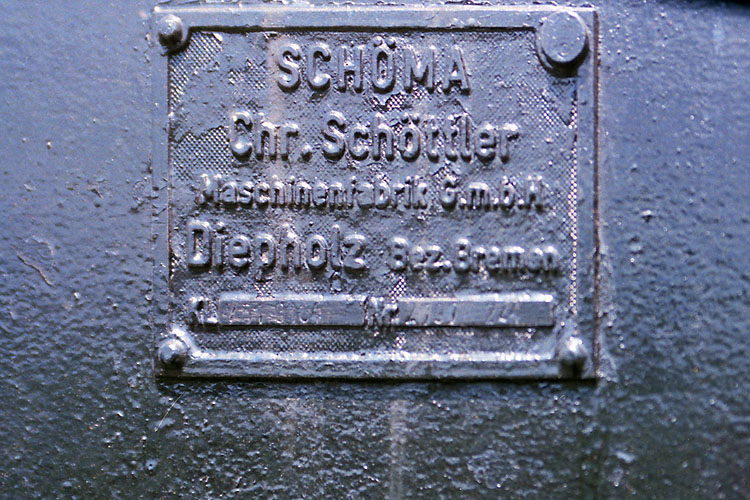 SCHÖMA
Chr. Schöttler
Maschinenfabrik G.m.b.H.
Diepholz Bez. Bremen
Nr.